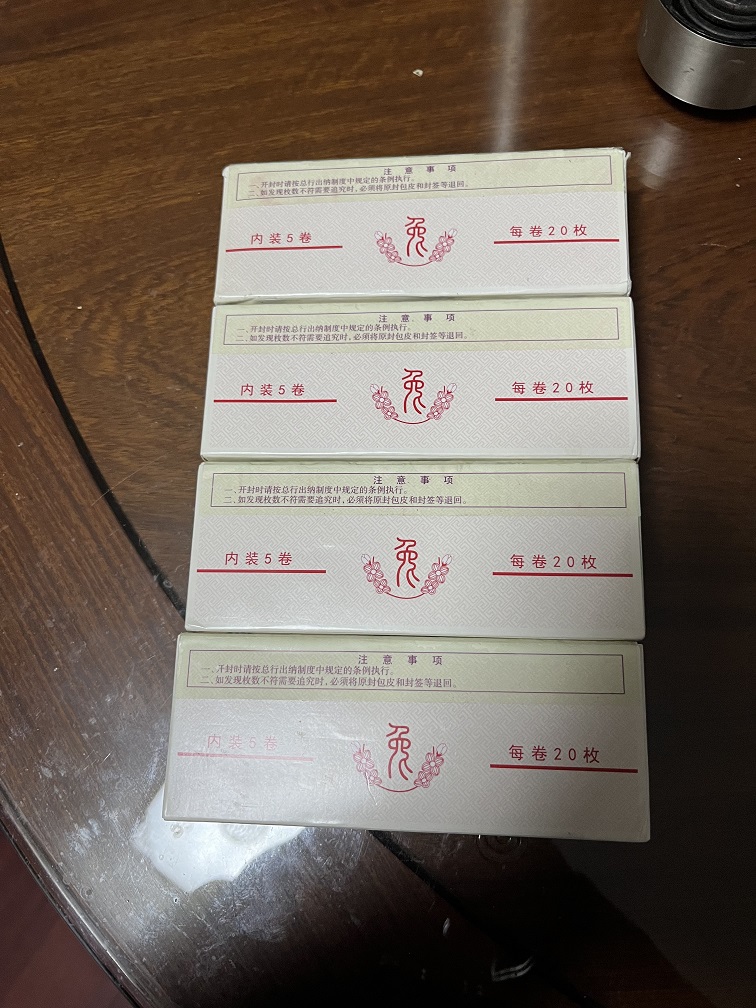 注 意 事 项
一、开封时请按总行出纳制度中规定的条例执行。
二、如发现枚数不符需要追究时，必须将原封包皮和封签等退回。
内装5卷
兔
每卷20枚
注 意 事 项
一、开封时请按总行出纳制度中规定的条例执行。
二、如发现枚数不符需要追究时，必须将原封包皮和封签等退回。
内装5卷
兔
每卷20枚
注 意 事 项
一、开封时请按总行出纳制度中规定的条例执行。
二、如发现枚数不符需要追究时，必须将原封包皮和封签等退回。
内装5卷
兔
每卷20枚
注 意 事 项
一、开封时请按总行出纳制度中规定的条例执行。
二、如发现枚数不符需要追究时，必须将原封包皮和封签等退回。
内装5卷
兔
每卷20枚